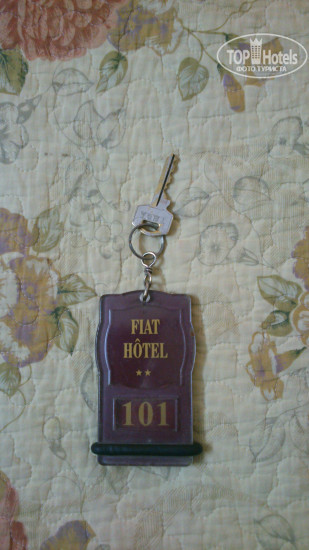 TOP Hotels
ФОТО ТУРИСТА
FIAT
HÔTEL
★★
101